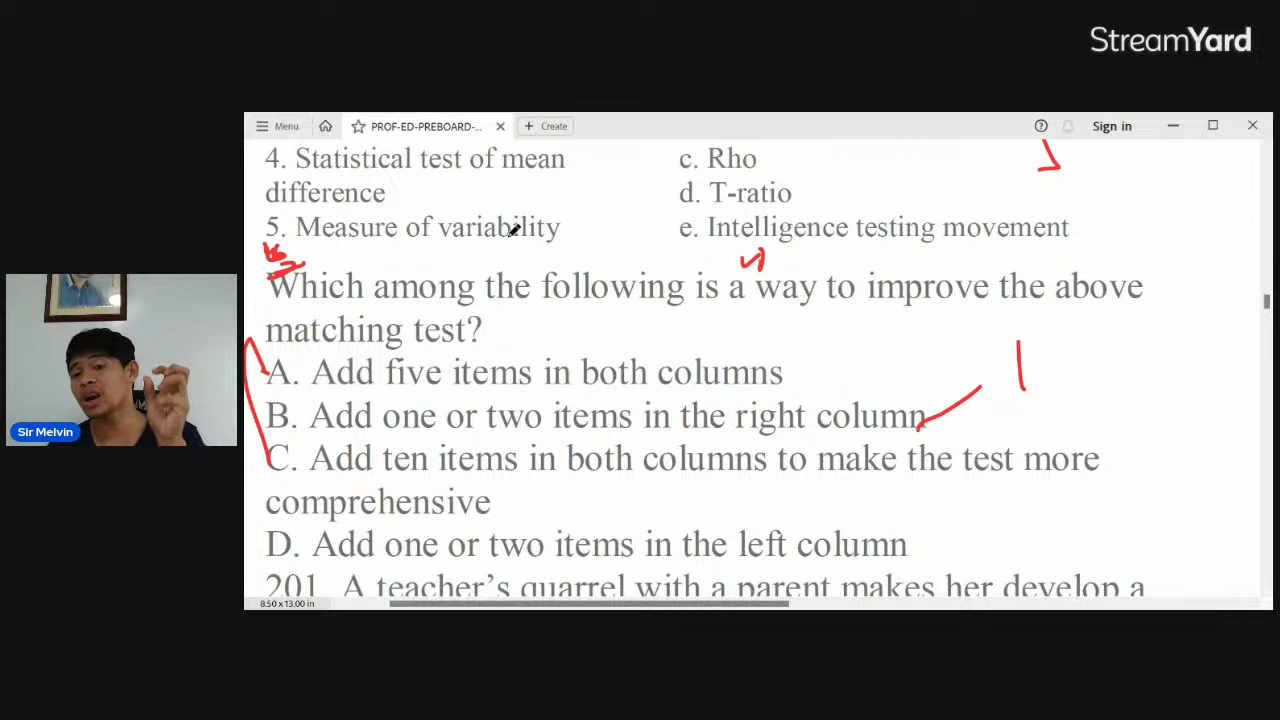 StreamYard
Menu
PROF-ED-PREBOARD-...
+ Create
Sign in
4. Statistical test of mean
difference
5. Measure of variability
c. Rho
d. T-ratio
e. Intelligence testing movement
Which among the following is a way to improve the above
matching test?
A. Add five items in both columns
B. Add one or two items in the right column
C. Add ten items in both columns to make the test more
comprehensive
D. Add one or two items in the left column
201. A teacher's quarrel with a parent makes her develop a
8.50 x 13.00 in
Sir Melvin